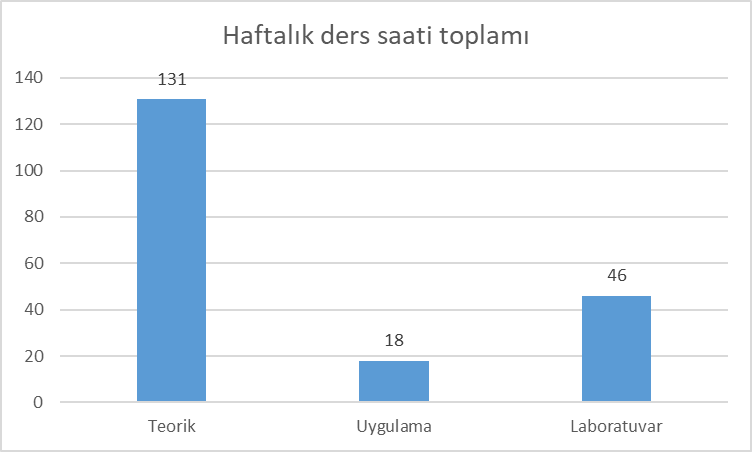 Haftalık ders saati toplamı
140
120
100
80
60
40
20
0
131
18
46
Teorik
Uygulama
Laboratuvar